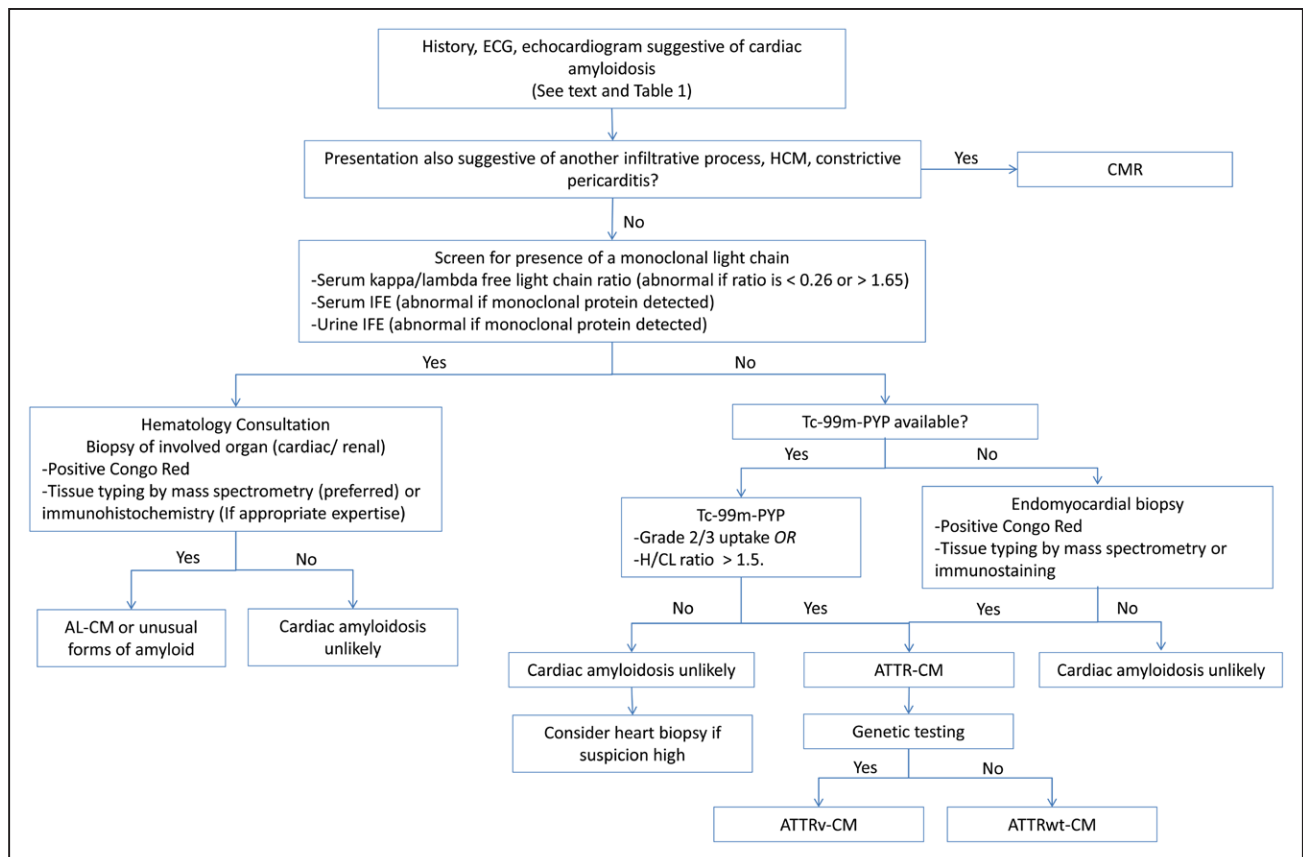 History, ECG, echocardiogram suggestive of cardiac
amyloidosis
(See text and Table 1)
Presentation also suggestive of another infiltrative process, HCM, constrictive
pericarditis?
Yes
CMR
No
Screen for presence of a monoclonal light chain
-Serum kappa/lambda free light chain ratio (abnormal if ratio is < 0.26 or > 1.65)
-Serum IFE (abnormal if monoclonal protein detected)
-Urine IFE (abnormal if monoclonal protein detected)
Yes
No
Hematology Consultation
Biopsy of involved organ (cardiac/ renal)
-Positive Congo Red
-Tissue typing by mass spectrometry (preferred) or
immunohistochemistry (If appropriate expertise)
Tc-99m-PYP available?
Yes
No
Tc-99m-PYP
-Grade 2/3 uptake OR
-H/CL ratio > 1.5.
Endomyocardial biopsy
-Positive Congo Red
-Tissue typing by mass spectrometry or
immunostaining
Yes
No
AL-CM or unusual
forms of amyloid
Cardiac amyloidosis
unlikely
No
Yes
Yes
No
Cardiac amyloidosis unlikely
ATTR-CM
Cardiac amyloidosis unlikely
Consider heart biopsy if
suspicion high
Genetic testing
Yes
No
ATTRv-CM
ATTRwt-CM